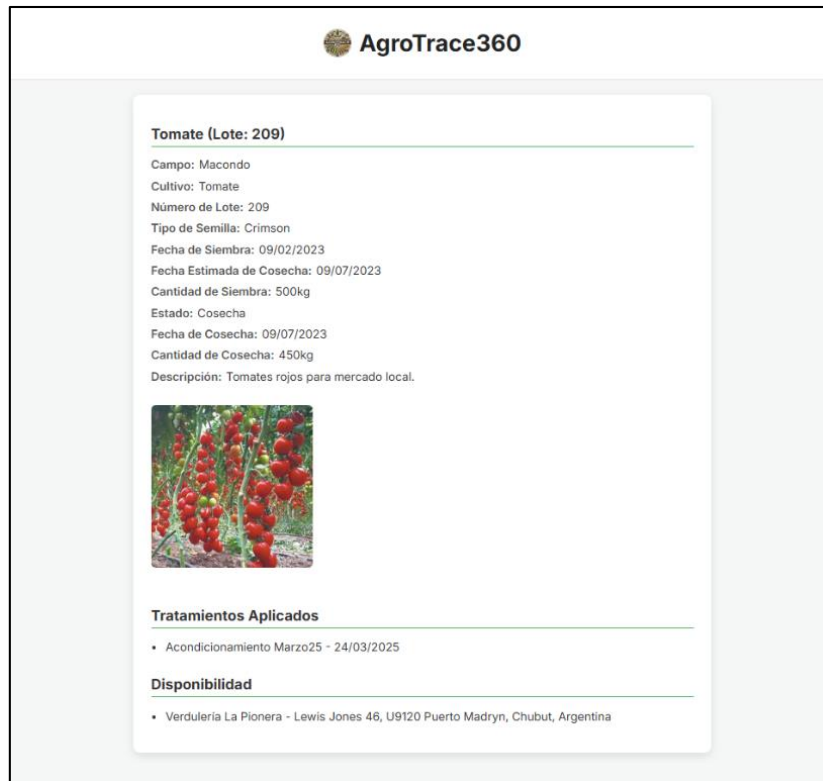 AgroTrace360
Tomate (Lote: 209)
Campo: Macondo
Cultivo: Tomate
Número de Lote: 209
Tipo de Semilla: Crimson
Fecha de Siembra: 09/02/2023
Fecha Estimada de Cosecha: 09/07/2023
Cantidad de Siembra: 500kg
Estado: Cosecha
Fecha de Cosecha: 09/07/2023
Cantidad de Cosecha: 450kg
Descripción: Tomates rojos para mercado local.
Tratamientos Aplicados
• Acondicionamiento Marzo25 - 24/03/2025
Disponibilidad
• Verdulería La Pionera - Lewis Jones 46, U9120 Puerto Madryn, Chubut, Argentina